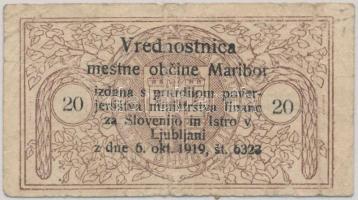 Vrednostnica
mestne občine Maribor
izdana s potrdilom pover-
jeništva ministrstva financ
20 za Slovenijo in Istro v 20
Ljubljani
z dne 6. okt. 1919, št. 6323